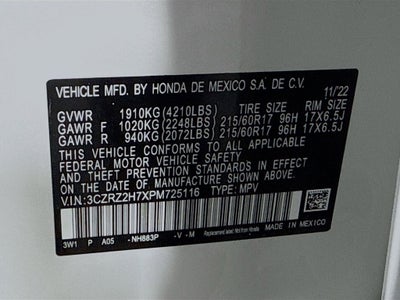 VEHICLE MFD. BY HONDA DE MEXICO S.A. DE C.V.
11/22
GVWR 1910KG (4210LBS) TIRE SIZE RIM SIZE
GAWR F 1020KG (2248LBS) 215/60R17 96H 17X6.5J
GAWR R 940KG (2072LBS) 215/60R17 96H 17X6.5J
THIS VEHICLE CONFORMS TO ALL APPLICABLE
FEDERAL MOTOR VEHICLE SAFETY, BUMPER, AND
THEFT PREVENTION STANDARDS IN EFFECT ON THE
DATE OF MANUFACTURE SHOWN ABOVE.
V.I.N.: 3CZRZ2H7XPM725116 TYPE: MPV
3W1 P A05 -NH883P -V-M MADE IN MEXICO